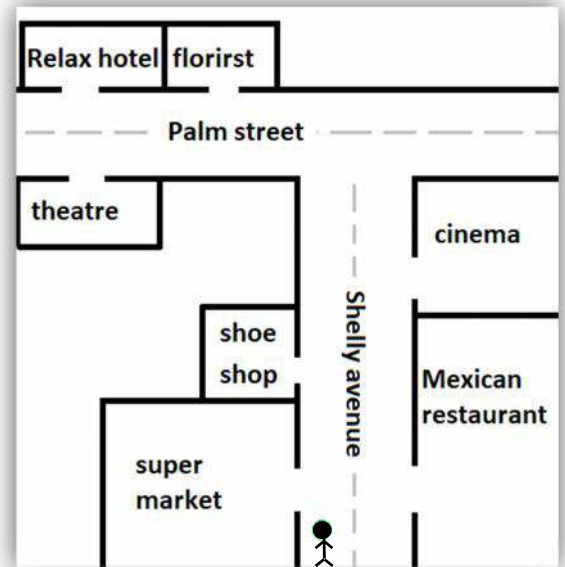 Relax hotel florirst
Palm street
theatre
cinema
Shelly avenue
shoe
shop
Mexican
restaurant
super
market